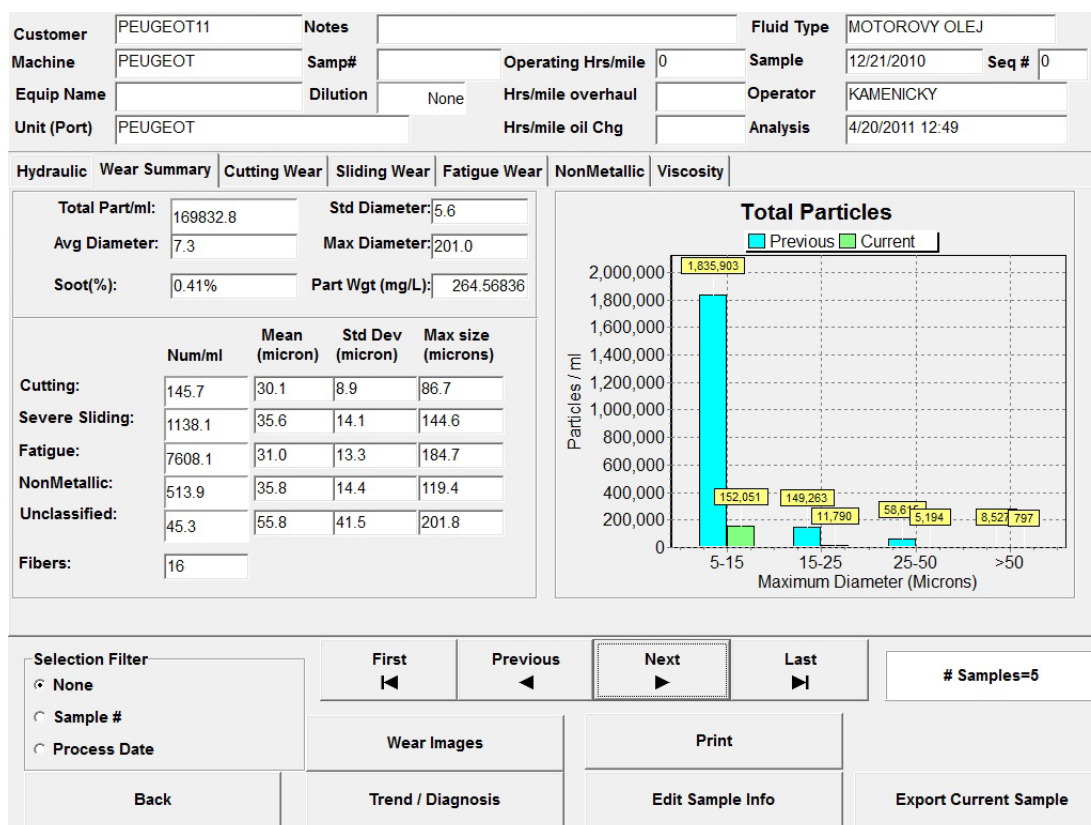 Customer PEUGEOT11 Notes Fluid Type MOTOROVY OLEJ
Machine PEUGEOT Samp# Operating Hrs/mile 0 Sample 12/21/2010 Seq # 0
Equip Name Dilution None Hrs/mile overhaul Operator KAMENICKY
Unit (Port) PEUGEOT Hrs/mile oil Chg Analysis 4/20/2011 12:49
Hydraulic Wear Summary Cutting Wear Sliding Wear Fatigue Wear NonMetallic Viscosity
Total Part/ml: 169832.8 Std Diameter: 5.6
Avg Diameter: 7.3 Max Diameter: 201.0
Soot(%): 0.41% Part Wgt (mg/L): 264.56836
Mean Std Dev Max size
Num/ml (micron) (micron) (microns)
Cutting: 145.7 30.1 8.9 86.7
Severe Sliding: 1138.1 35.6 14.1 144.6
Fatigue: 7608.1 31.0 13.3 184.7
NonMetallic: 513.9 35.8 14.4 119.4
Unclassified: 45.3 55.8 41.5 201.8
Fibers: 16
Total Particles
Previous Current
2,000,000
1,800,000
1,600,000
1,400,000
1,200,000
1,000,000
800,000
600,000
400,000
200,000
0
Particles / ml
1,835,903
152,051 149,263
11,790 5,194 8,527 797
5-15 15-25 25-50 >50
Maximum Diameter (Microns)
Selection Filter
None
Sample #
Process Date
First Previous Next Last
# Samples=5
Wear Images Print
Back Trend / Diagnosis Edit Sample Info Export Current Sample